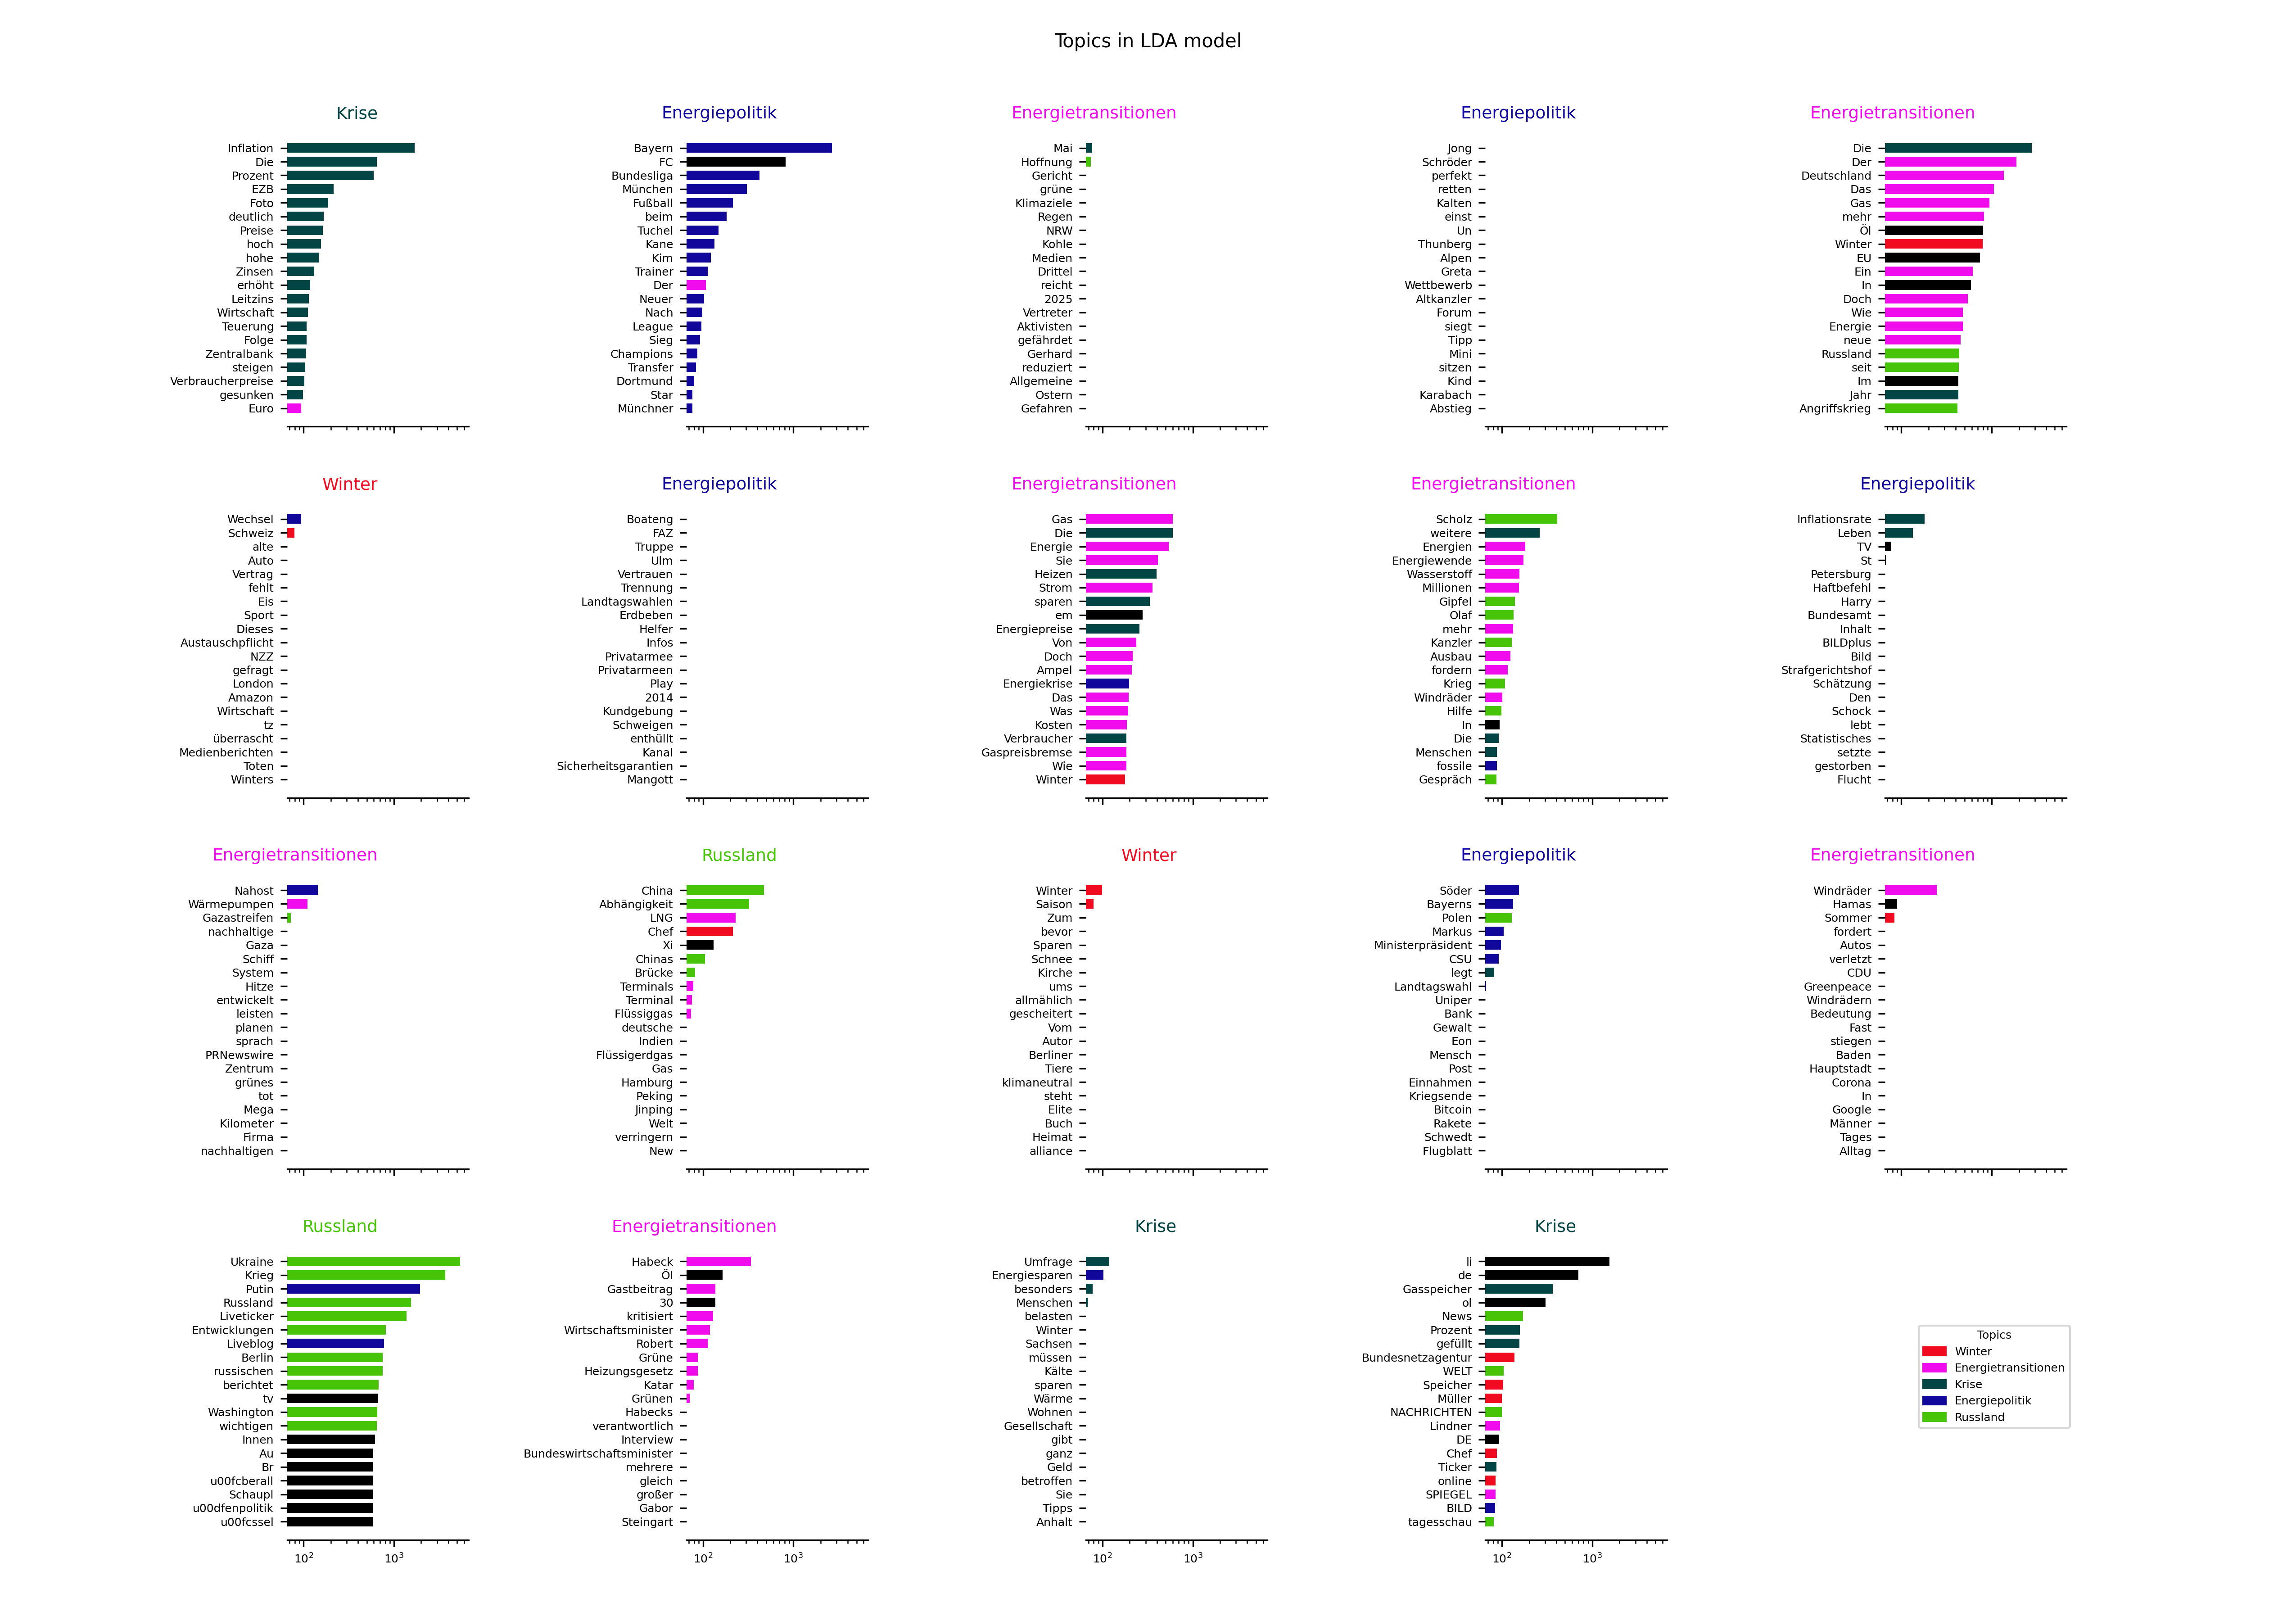 Topics in LDA model
Krise
Inflation
Die
Prozent
EZB
Foto
deutlich
Preise
hoch
hohe
Zinsen
erhöht
Leitzins
Wirtschaft
Teuerung
Folge
Zentralbank
steigen
Verbraucherpreise
gesunken
Euro
Energiepolitik
Bayern
FC
Bundesliga
München
Fußball
beim
Tuchel
Kane
Kim
Trainer
Der
Neuer
Nach
League
Sieg
Champions
Transfer
Dortmund
Star
Münchner
Energietransitionen
Mai
Hoffnung
Gericht
grüne
Klimaziele
Regen
NRW
Kohle
Medien
Drittel
reicht
2025
Vertreter
Aktivisten
gefährdet
Gerhard
reduziert
Allgemeine
Ostern
Gefahren
Energiepolitik
Jong
Schröder
perfekt
retten
Kalten
einst
Un
Thunberg
Alpen
Greta
Wettbewerb
Altkanzler
Forum
siegt
Tipp
Mini
sitzen
Kind
Karabach
Abstieg
Energietransitionen
Die
Der
Deutschland
Das
Gas
mehr
Öl
Winter
EU
Ein
In
Doch
Wie
Energie
neue
Russland
seit
Im
Jahr
Angriffskrieg
Winter
Wechsel
Schweiz
alte
Auto
Vertrag
fehlt
Eis
Sport
Dieses
Austauschpflicht
NZZ
gefragt
London
Amazon
Wirtschaft
tz
überrascht
Medienberichten
Toten
Winters
Energiepolitik
Boateng
FAZ
Truppe
Ulm
Vertrauen
Trennung
Landtagswahlen
Erdbeben
Helfer
Infos
Privatarmee
Privatarmeen
Play
2014
Kundgebung
Schweigen
enthüllt
Kanal
Sicherheitsgarantien
Mangott
Energietransitionen
Gas
Die
Energie
Sie
Heizen
Strom
sparen
em
Energiepreise
Von
Doch
Ampel
Energiekrise
Das
Was
Kosten
Verbraucher
Gaspreisbremse
Wie
Winter
Energietransitionen
Scholz
weitere
Energien
Energiewende
Wasserstoff
Millionen
Gipfel
Olaf
mehr
Kanzler
Ausbau
fordern
Krieg
Windräder
Hilfe
In
Die
Menschen
fossile
Gespräch
Energiepolitik
Inflationsrate
Leben
TV
St
Petersburg
Haftbefehl
Harry
Bundesamt
Inhalt
BILDplus
Bild
Strafgerichtshof
Schätzung
Den
Schock
lebt
Statistisches
setzte
gestorben
Flucht
Energietransitionen
Nahost
Wärmepumpen
Gazastreifen
nachhaltige
Gaza
Schiff
System
Hitze
entwickelt
leisten
planen
sprach
PRNewswire
Zentrum
grünes
tot
Mega
Kilometer
Firma
nachhaltigen
Russland
China
Abhängigkeit
LNG
Chef
Xi
Chinas
Brücke
Terminals
Terminal
Flüssiggas
deutsche
Indien
Flüssigerdgas
Gas
Hamburg
Peking
Jinping
Welt
verringern
New
Winter
Winter
Saison
Zum
bevor
Sparen
Schnee
Kirche
ums
allmählich
gescheitert
Vom
Autor
Berliner
Tiere
klimaneutral
steht
Elite
Buch
Heimat
alliance
Energiepolitik
Söder
Bayerns
Polen
Markus
Ministerpräsident
CSU
legt
Landtagswahl
Uniper
Bank
Gewalt
Eon
Mensch
Post
Einnahmen
Kriegsende
Bitcoin
Rakete
Schwedt
Flugblatt
Energietransitionen
Windräder
Hamas
Sommer
fordert
Autos
verletzt
CDU
Greenpeace
Windrädern
Bedeutung
Fast
stiegen
Baden
Hauptstadt
Corona
In
Google
Männer
Tages
Alltag
Russland
Ukraine
Krieg
Putin
Russland
Liveticker
Entwicklungen
Liveblog
Berlin
russischen
berichtet
tv
Washington
wichtigen
Innen
Au
Br
u00fcberall
Schaupl
u00dfenpolitik
u00fcssel
10² 10³
Energietransitionen
Habeck
Öl
Gastbeitrag
30
kritisiert
Wirtschaftsminister
Robert
Grüne
Heizungsgesetz
Katar
Grünen
Habecks
verantwortlich
Interview
Bundeswirtschaftsminister
mehrere
gleich
großer
Gabor
Steingart
10² 10³
Krise
Umfrage
Energiesparen
besonders
Menschen
belasten
Winter
Sachsen
müssen
Kälte
sparen
Wärme
Wohnen
Gesellschaft
gibt
ganz
Geld
betroffen
Sie
Tipps
Anhalt
10² 10³
Krise
li
de
Gasspeicher
ol
News
Prozent
gefüllt
Bundesnetzagentur
WELT
Speicher
Müller
NACHRICHTEN
Lindner
DE
Chef
Ticker
online
SPIEGEL
BILD
tagesschau
10² 10³
Topics
Winter
Energietransitionen
Krise
Energiepolitik
Russland